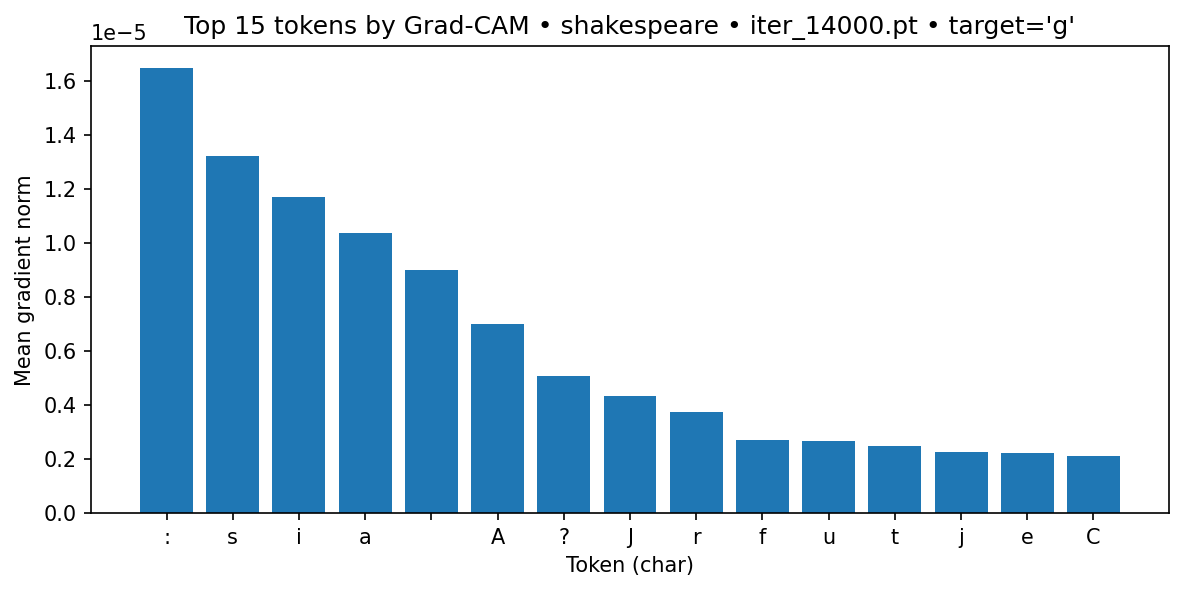 Top 15 tokens by Grad-CAM • shakespeare • iter_14000.pt • target='g'
1e−5
1.6
1.4
1.2
1.0
0.8
0.6
0.4
0.2
0.0
Mean gradient norm
: s i a A ? J r f u t j e C
Token (char)